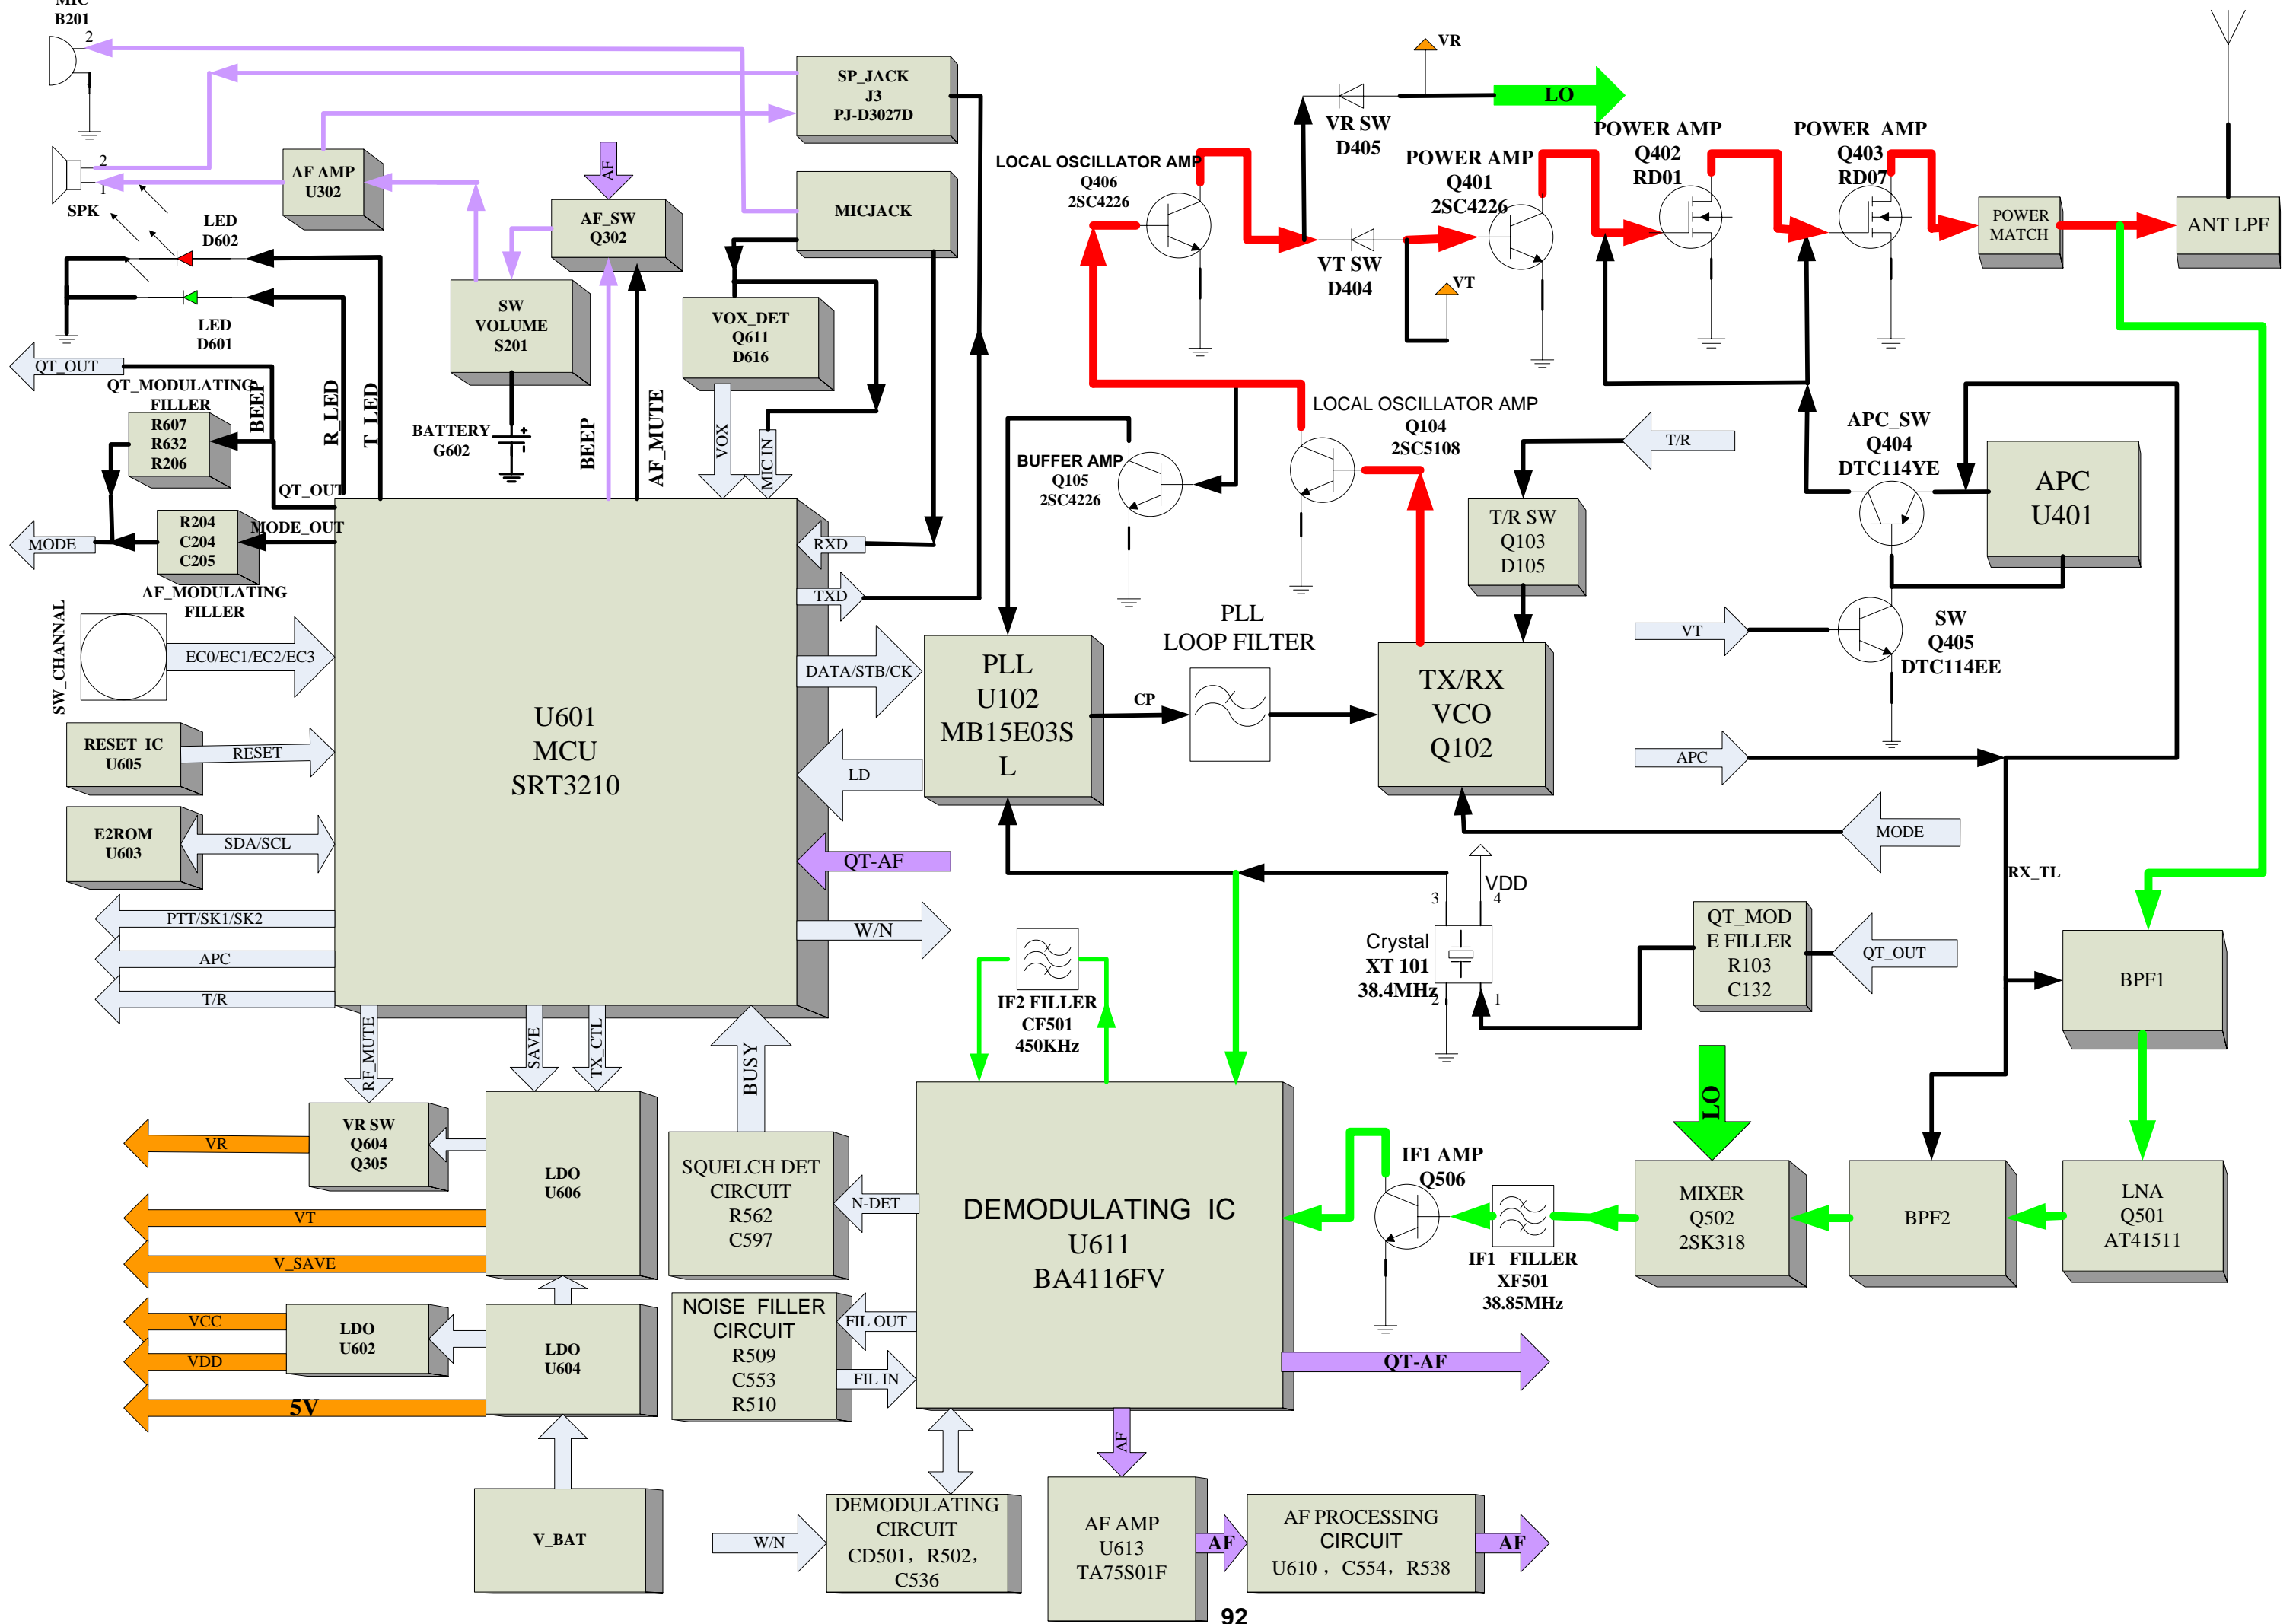 MIC
B201
2
1
SP_JACK
J3
PJ-D3027D
VR
LO
VR SW
D405
POWER AMP
Q402
RD01
POWER AMP
Q403
RD07
LOCAL OSCILLATOR AMP
Q406
2SC4226
POWER AMP
Q401
2SC4226
2
1
SPK
AF AMP
U302
AF
AF_SW
Q302
MICJACK
POWER
MATCH
ANT LPF
VT SW
D404
VT
LED
D602
LED
D601
SW
VOLUME
S201
VOX_DET
Q611
D616
QT_OUT
QT_MODULATING
FILLER
R607
R632
R206
BEEP
R_LED
T_LED
BATTERY
G602
BEEP
AF_MUTE
VOX
MIC IN
LOCAL OSCILLATOR AMP
Q104
2SC5108
BUFFER AMP
Q105
2SC4226
T/R
APC_SW
Q404
DTC114YE
APC
U401
QT_OUT
MODE_OUT
R204
C204
C205
MODE
AF_MODULATING
FILLER
RXD
TXD
T/R SW
Q103
D105
SW_CHANNAL
EC0/EC1/EC2/EC3
DATA/STB/CK
PLL
LOOP FILTER
VT
SW
Q405
DTC114EE
U601
MCU
SRT3210
PLL
U102
MB15E03S
L
CP
TX/RX
VCO
Q102
RESET IC
U605
RESET
LD
APC
E2ROM
U603
SDA/SCL
QT-AF
MODE
RX_TL
VDD
3
4
PTT/SK1/SK2
W/N
APC
T/R
Crystal
XT 101
38.4MHz
2
1
QT_MOD
E FILLER
R103
C132
QT_OUT
BPF1
IF2 FILLER
CF501
450KHz
RF_MUTE
SAVE
TX_CTL
BUSY
LO
VR
VR SW
Q604
Q305
LDO
U606
SQUELCH DET
CIRCUIT
R562
C597
N-DET
DEMODULATING IC
U611
BA4116FV
IF1 AMP
Q506
IF1 FILLER
XF501
38.85MHz
MIXER
Q502
2SK318
BPF2
LNA
Q501
AT41511
VT
V_SAVE
VCC
VDD
5V
LDO
U602
LDO
U604
NOISE FILLER
CIRCUIT
R509
C553
R510
FIL OUT
FIL IN
QT-AF
AF
V_BAT
W/N
DEMODULATING
CIRCUIT
CD501，R502，
C536
AF AMP
U613
TA75S01F
AF
AF PROCESSING
CIRCUIT
U610 ，C554，R538
AF
92